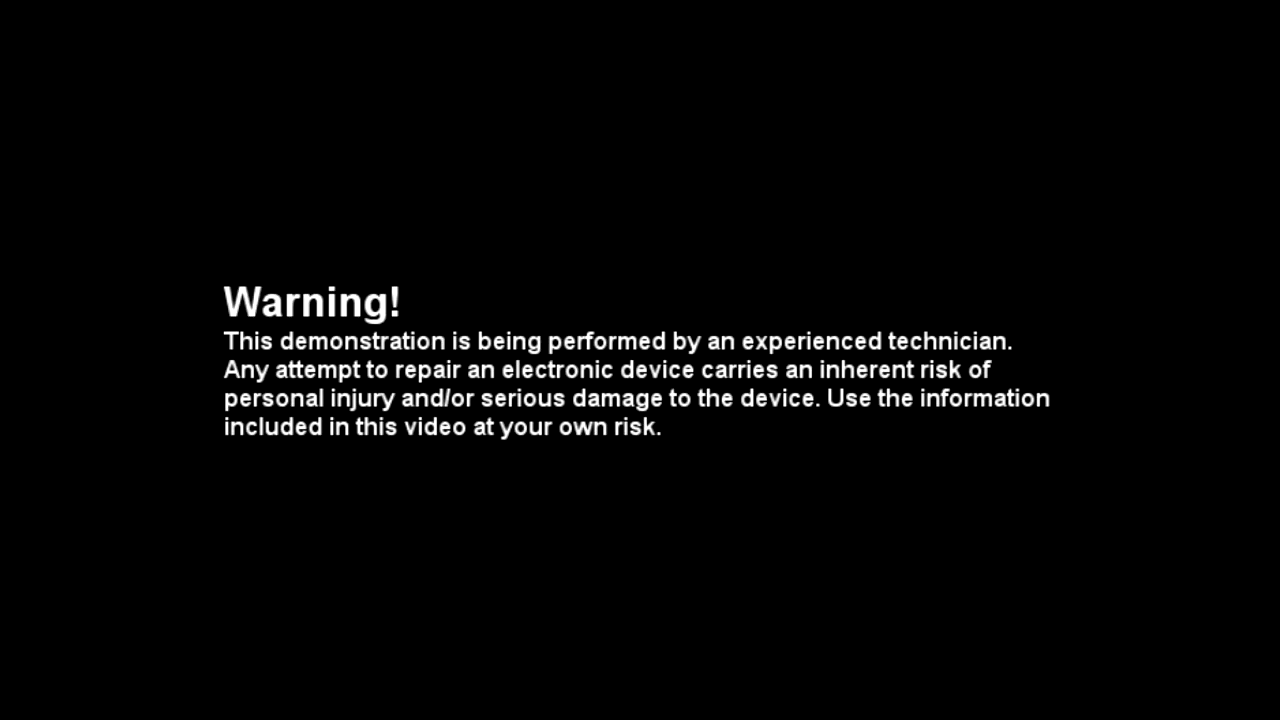 Warning!
This demonstration is being performed by an experienced technician.
Any attempt to repair an electronic device carries an inherent risk of
personal injury and/or serious damage to the device. Use the information
included in this video at your own risk.